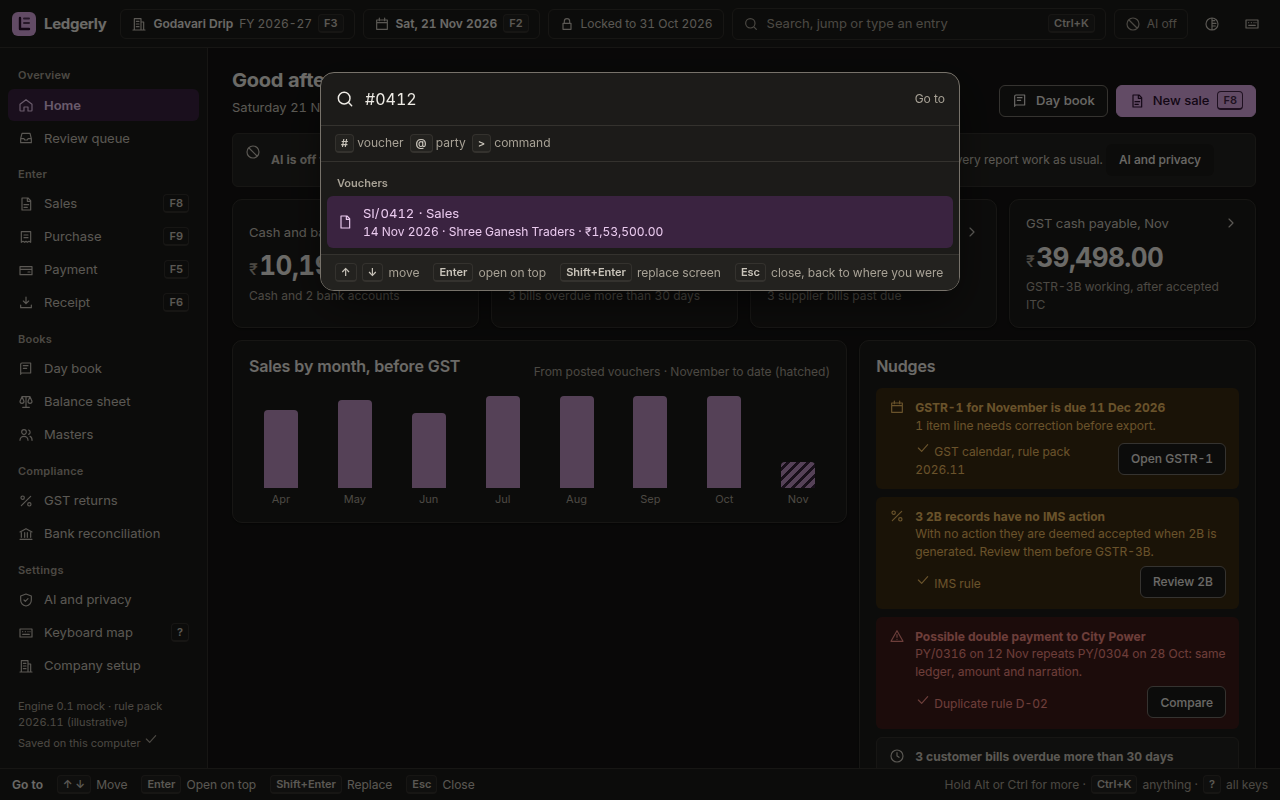 Ledgerly
Godavari Drip FY 2026-27 F3
Sat, 21 Nov 2026 F2
Locked to 31 Oct 2026
Search, jump or type an entry Ctrl+K
AI off
Overview
Home
Review queue
Enter
Sales F8
Purchase F9
Payment F5
Receipt F6
Books
Day book
Balance sheet
Masters
Compliance
GST returns
Bank reconciliation
Settings
AI and privacy
Keyboard map ?
Company setup
Engine 0.1 mock · rule pack
2026.11 (illustrative)
Saved on this computer
Good
Saturday 21
Day book
New sale F8
#0412 Go to
# voucher @ party > command
Vouchers
SI/0412 · Sales
14 Nov 2026 · Shree Ganesh Traders · ₹1,53,500.00
↑ ↓ move Enter open on top Shift+Enter replace screen Esc close, back to where you were
AI is off
report work as usual. AI and privacy
Cash and
Cash and 2 bank accounts
3 bills overdue more than 30 days
3 supplier bills past due
GST cash payable, Nov
₹39,498.00
GSTR-3B working, after accepted
ITC
Sales by month, before GST
From posted vouchers · November to date (hatched)
Apr May Jun Jul Aug Sep Oct Nov
Nudges
GSTR-1 for November is due 11 Dec 2026
1 item line needs correction before export.
GST calendar, rule pack
2026.11
Open GSTR-1
3 2B records have no IMS action
With no action they are deemed accepted when 2B is
generated. Review them before GSTR-3B.
IMS rule
Review 2B
Possible double payment to City Power
PY/0316 on 12 Nov repeats PY/0304 on 28 Oct: same
ledger, amount and narration.
Duplicate rule D-02
Compare
3 customer bills overdue more than 30 days
Go to ↑↓ Move Enter Open on top Shift+Enter Replace Esc Close
Hold Alt or Ctrl for more · Ctrl+K anything · ? all keys